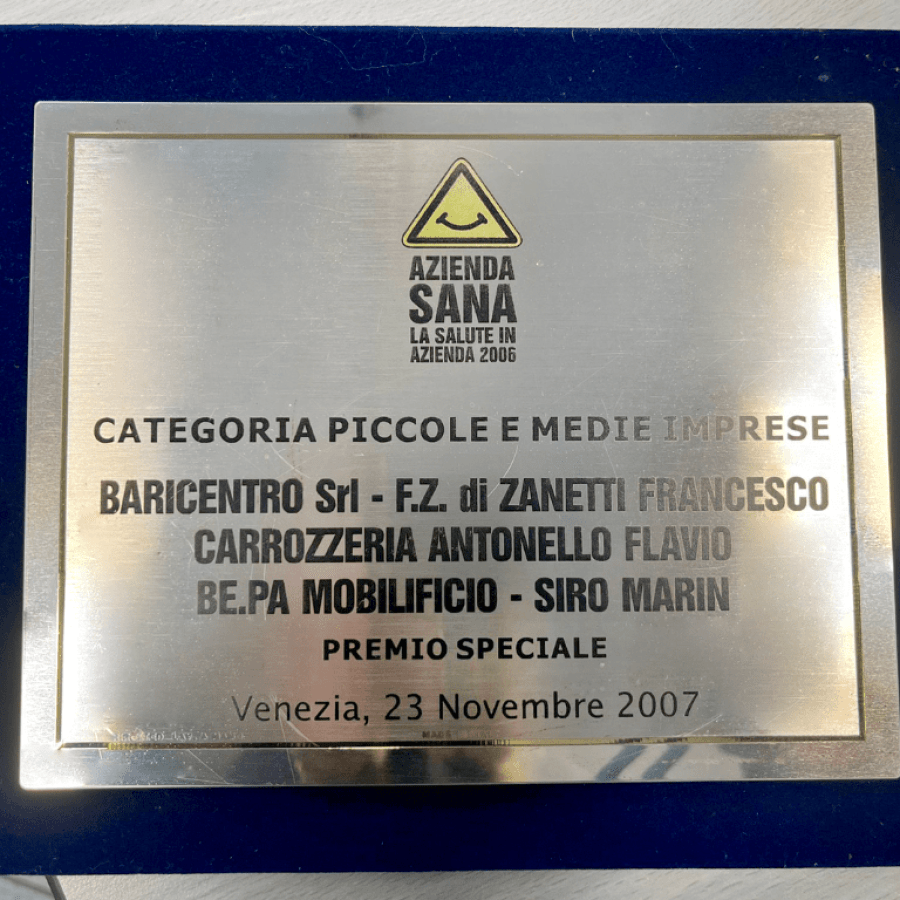 AZIENDA
SANA
LA SALUTE IN
AZIENDA 2006
CATEGORIA PICCOLE E MEDIE IMPRESE
BARICENTRO Srl - F.Z. di ZANETTI FRANCESCO
CARROZZERIA ANTONELLO FLAVIO
BE.PA MOBILIFICIO - SIRO MARIN
PREMIO SPECIALE
Venezia, 23 Novembre 2007